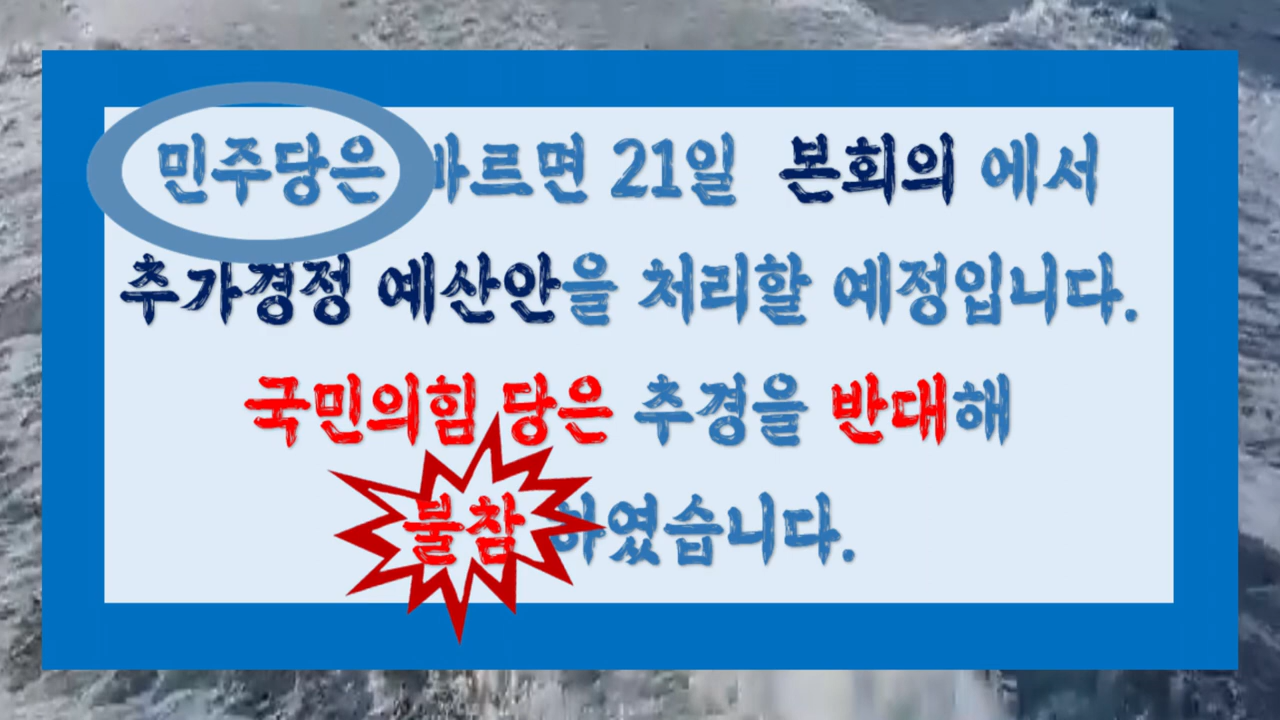 민주당은 빠르면 21일 본회의 에서
추가경정 예산안을 처리할 예정입니다.
국민의힘 당은 추경을 반대해
불참 하였습니다.